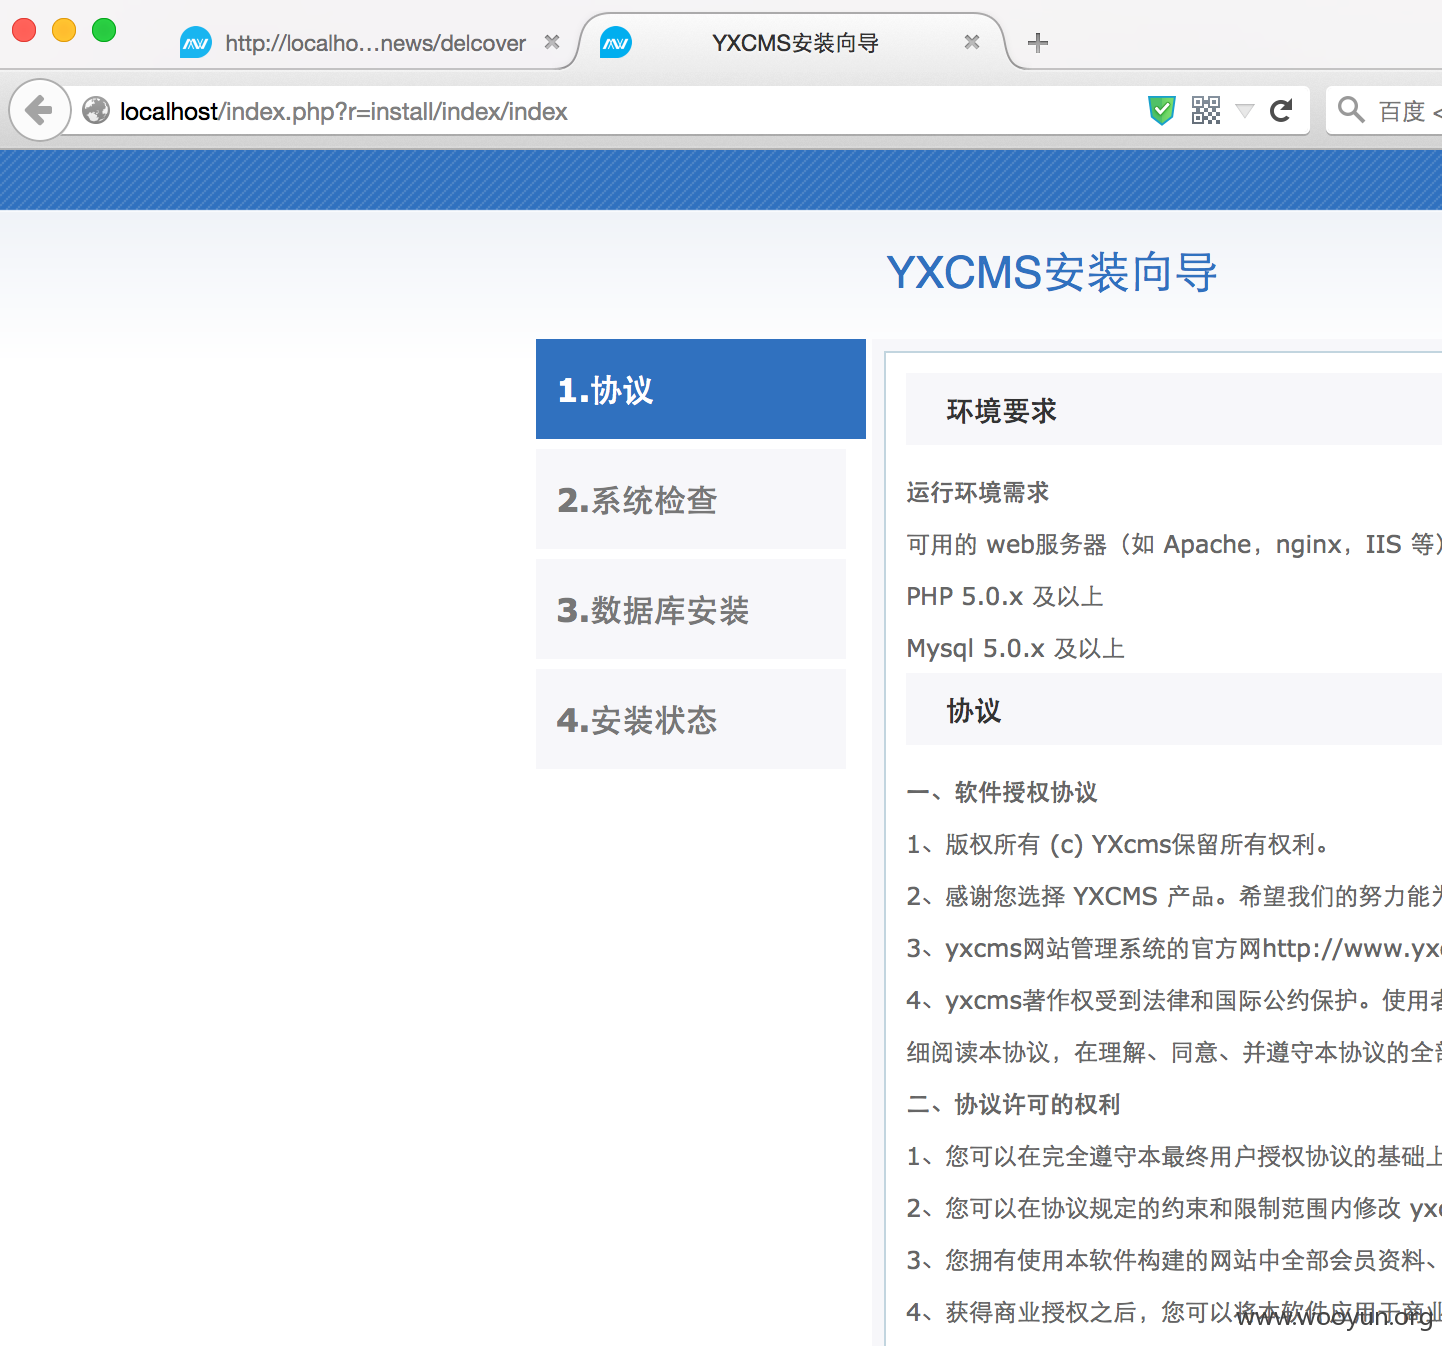 http://localho...news/delcover
YXCMS安装向导
localhost/index.php?r=install/index/index
百度 <
YXCMS安装向导
1.协议
2.系统检查
3.数据库安装
4.安装状态
环境要求
运行环境需求
可用的 web服务器（如 Apache，nginx，IIS 等）
PHP 5.0.x 及以上
Mysql 5.0.x 及以上
协议
一、软件授权协议
1、版权所有 (c) YXcms保留所有权利。
2、感谢您选择 YXCMS 产品。希望我们的努力能为
3、yxcms网站管理系统的官方网http://www.yxc
4、yxcms著作权受到法律和国际公约保护。使用者
细阅读本协议，在理解、同意、并遵守本协议的全部
二、协议许可的权利
1、您可以在完全遵守本最终用户授权协议的基础上
2、您可以在协议规定的约束和限制范围内修改 yxc
3、您拥有使用本软件构建的网站中全部会员资料、
4、获得商业授权之后，您可以将本软件应用于商业
www.wooyun.org